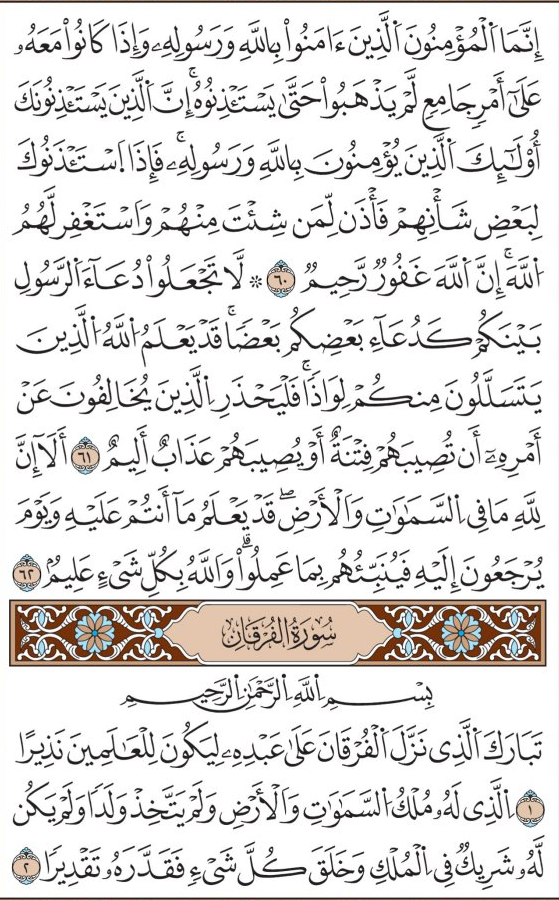 إِنَّمَا ٱلْمُؤْمِنُونَ ٱلَّذِينَ ءَامَنُوا۟ بِٱللَّهِ وَرَسُولِهِۦ وَإِذَا كَانُوا۟ مَعَهُۥ
عَلَىٰٓ أَمْرٍ جَامِعٍ لَّمْ يَذْهَبُوا۟ حَتَّىٰ يَسْتَـْٔذِنُوهُ ۚ إِنَّ ٱلَّذِينَ يَسْتَـْٔذِنُونَكَ
أُو۟لَـٰٓئِكَ ٱلَّذِينَ يُؤْمِنُونَ بِٱللَّهِ وَرَسُولِهِۦ ۚ فَإِذَا ٱسْتَـْٔذَنُوكَ
لِبَعْضِ شَأْنِهِمْ فَأْذَن لِّمَن شِئْتَ مِنْهُمْ وَٱسْتَغْفِرْ لَهُمُ
ٱللَّهَ ۚ إِنَّ ٱللَّهَ غَفُورٌ رَّحِيمٌ ٦٠ ۞ لَّا تَجْعَلُوا۟ دُعَآءَ ٱلرَّسُولِ
بَيْنَكُمْ كَدُعَآءِ بَعْضِكُم بَعْضًا ۚ قَدْ يَعْلَمُ ٱللَّهُ ٱلَّذِينَ
يَتَسَلَّلُونَ مِنكُمْ لِوَاذًا ۚ فَلْيَحْذَرِ ٱلَّذِينَ يُخَالِفُونَ عَنْ
أَمْرِهِۦٓ أَن تُصِيبَهُمْ فِتْنَةٌ أَوْ يُصِيبَهُمْ عَذَابٌ أَلِيمٌ ٦١ أَلَآ إِنَّ
لِلَّهِ مَا فِى ٱلسَّمَـٰوَٰتِ وَٱلْأَرْضِ ۖ قَدْ يَعْلَمُ مَآ أَنتُمْ عَلَيْهِ وَيَوْمَ
يُرْجَعُونَ إِلَيْهِ فَيُنَبِّئُهُم بِمَا عَمِلُوا۟ ۗ وَٱللَّهُ بِكُلِّ شَىْءٍ عَلِيمٌ ٦٢
سُورَةُ الفُرْقَانِ
بِسْمِ ٱللَّهِ ٱلرَّحْمَـٰنِ ٱلرَّحِيمِ
تَبَارَكَ ٱلَّذِى نَزَّلَ ٱلْفُرْقَانَ عَلَىٰ عَبْدِهِۦ لِيَكُونَ لِلْعَـٰلَمِينَ نَذِيرًا
١ ٱلَّذِى لَهُۥ مُلْكُ ٱلسَّمَـٰوَٰتِ وَٱلْأَرْضِ وَلَمْ يَتَّخِذْ وَلَدًا وَلَمْ يَكُن
لَّهُۥ شَرِيكٌ فِى ٱلْمُلْكِ وَخَلَقَ كُلَّ شَىْءٍ فَقَدَّرَهُۥ تَقْدِيرًا ٢